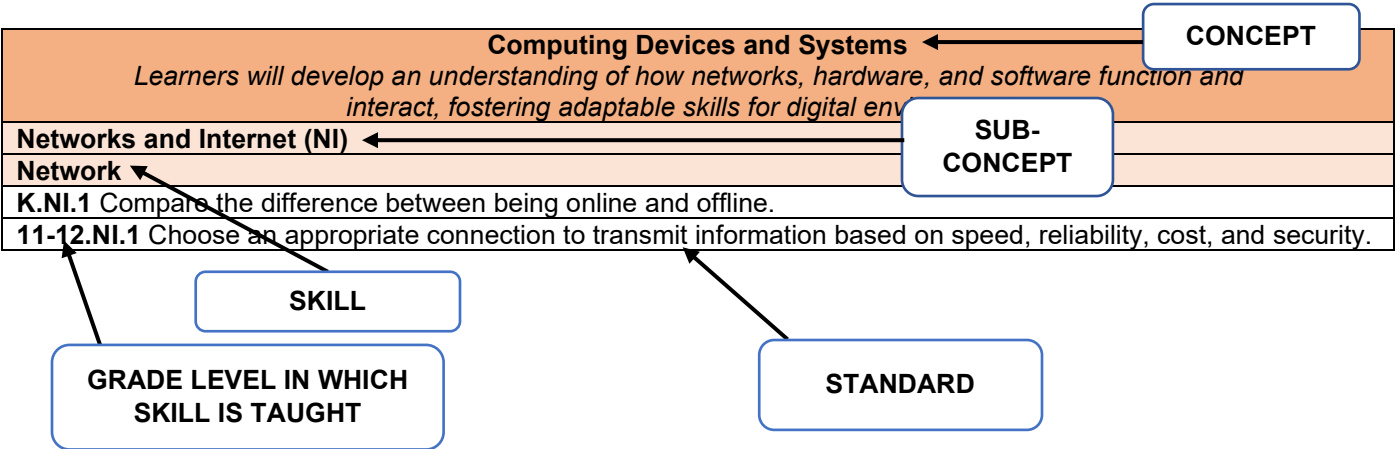 CONCEPT
Computing Devices and Systems
Learners will develop an understanding of how networks, hardware, and software function and
interact, fostering adaptable skills for digital
SUB-
CONCEPT
Networks and Internet (NI)
Network
K.NI.1 Compare the difference between being online and offline.
11-12.NI.1 Choose an appropriate connection to transmit information based on speed, reliability, cost, and security.
SKILL
GRADE LEVEL IN WHICH
SKILL IS TAUGHT
STANDARD